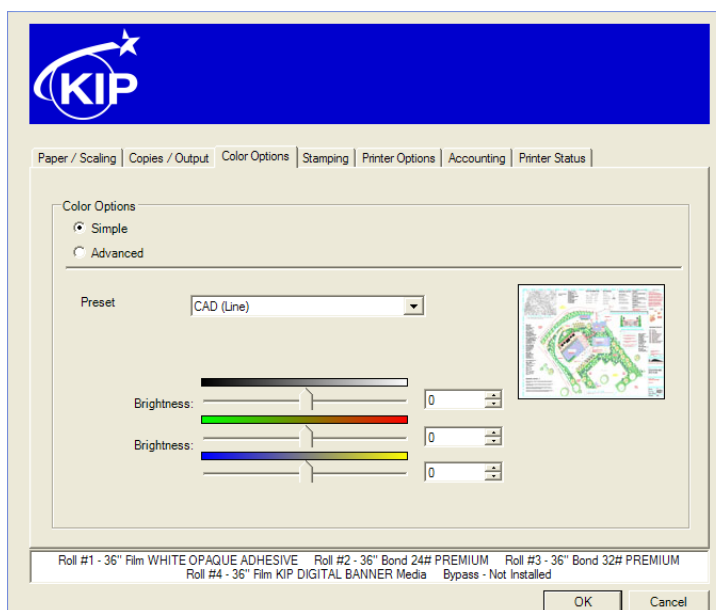 KIP
Paper / Scaling Copies / Output Color Options Stamping Printer Options Accounting Printer Status
Color Options
Simple
Advanced
Preset CAD (Line)
Brightness: 0
Brightness: 0
0
Roll #1 - 36" Film WHITE OPAQUE ADHESIVE Roll #2 - 36" Bond 24# PREMIUM Roll #3 - 36" Bond 32# PREMIUM
Roll #4 - 36" Film KIP DIGITAL BANNER Media Bypass - Not Installed
OK Cancel